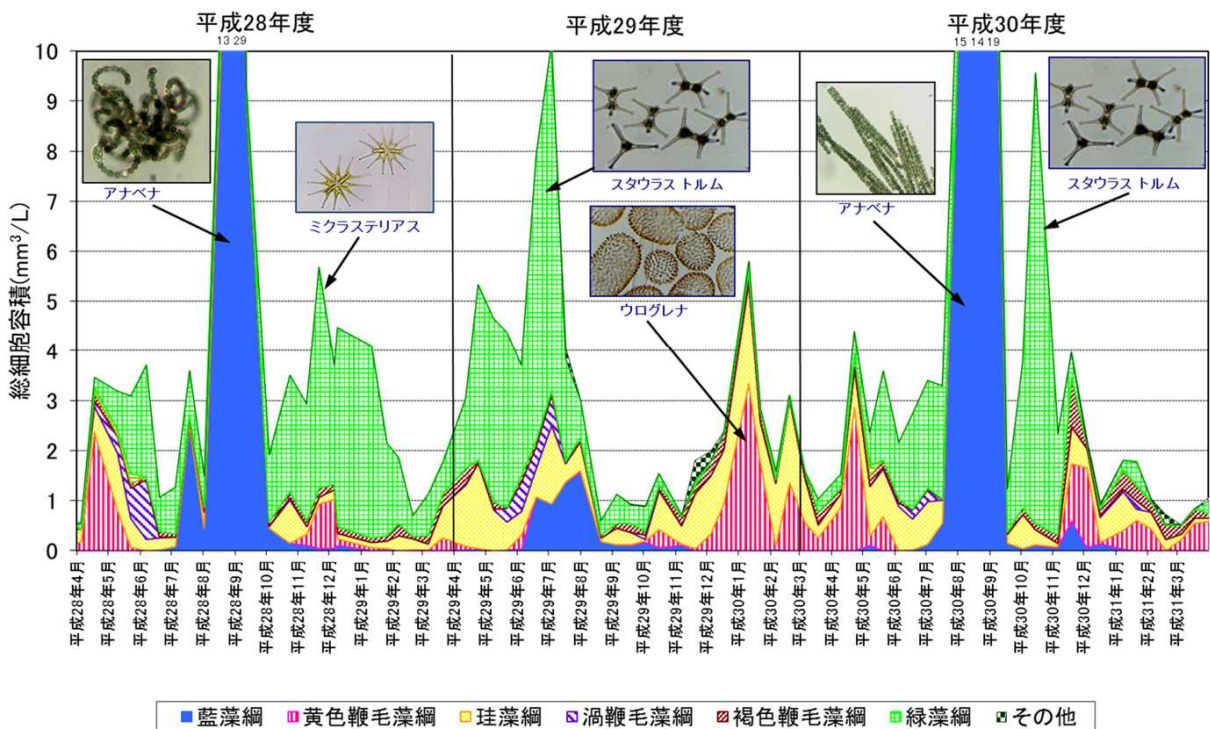 平成28年度
平成29年度
平成30年度
13 29
15 14 19
総細胞容積(mm³/L)
10
9
8
7
6
5
4
3
2
1
0
アナベナ
ミクラステリアス
スタウラス トルム
ウログレナ
アナベナ
スタウラス トルム
平成28年4月
平成28年5月
平成28年6月
平成28年7月
平成28年8月
平成28年9月
平成28年10月
平成28年11月
平成28年12月
平成29年1月
平成29年2月
平成29年3月
平成29年4月
平成29年5月
平成29年6月
平成29年7月
平成29年8月
平成29年9月
平成29年10月
平成29年11月
平成29年12月
平成30年1月
平成30年2月
平成30年3月
平成30年4月
平成30年5月
平成30年6月
平成30年7月
平成30年8月
平成30年9月
平成30年10月
平成30年11月
平成30年12月
平成31年1月
平成31年2月
平成31年3月
藍藻綱 黄色鞭毛藻綱 珪藻綱 渦鞭毛藻綱 褐色鞭毛藻綱 緑藻綱 その他